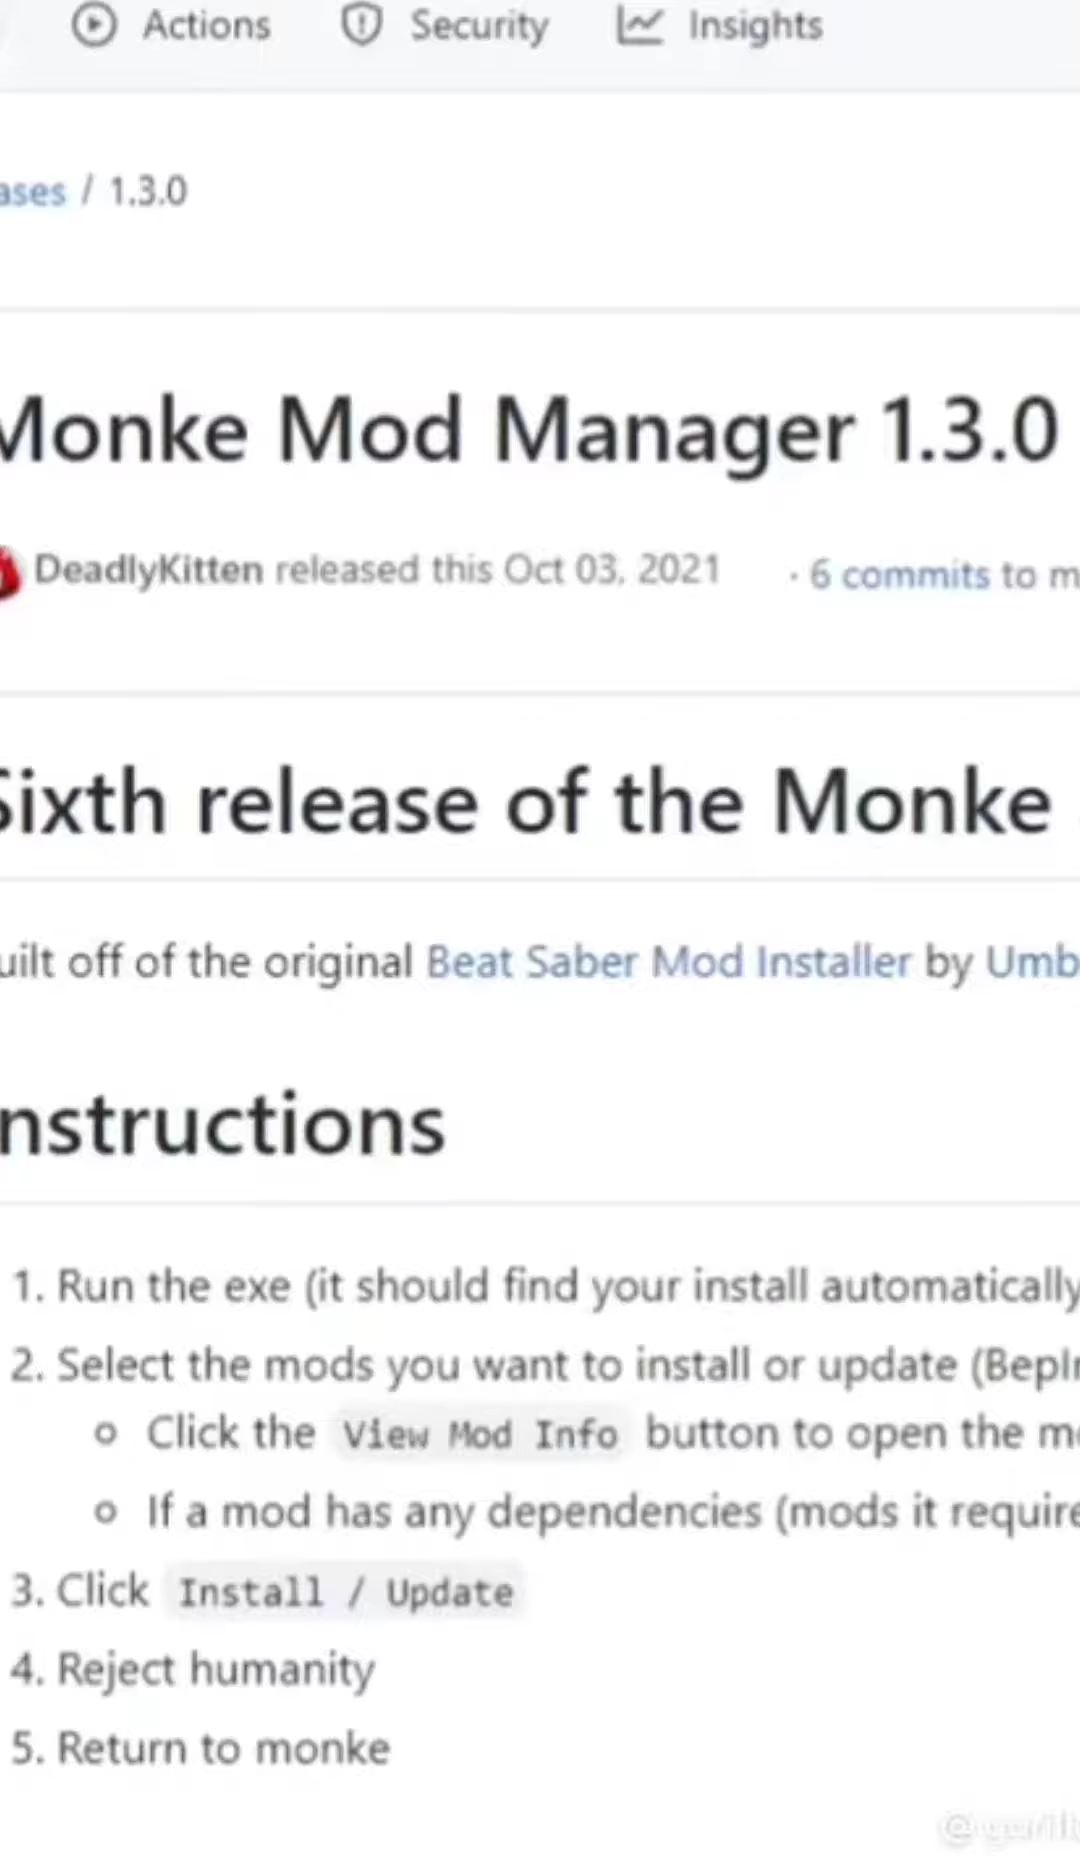 Actions Security Insights
ases / 1.3.0
Monke Mod Manager 1.3.0
DeadlyKitten released this Oct 03, 2021 · 6 commits to m
Sixth release of the Monke
uilt off of the original Beat Saber Mod Installer by Umb
nstructions
1. Run the exe (it should find your install automatically
2. Select the mods you want to install or update (BepIn
Click the View Mod Info button to open the mo
If a mod has any dependencies (mods it require
3. Click Install / Update
4. Reject humanity
5. Return to monke